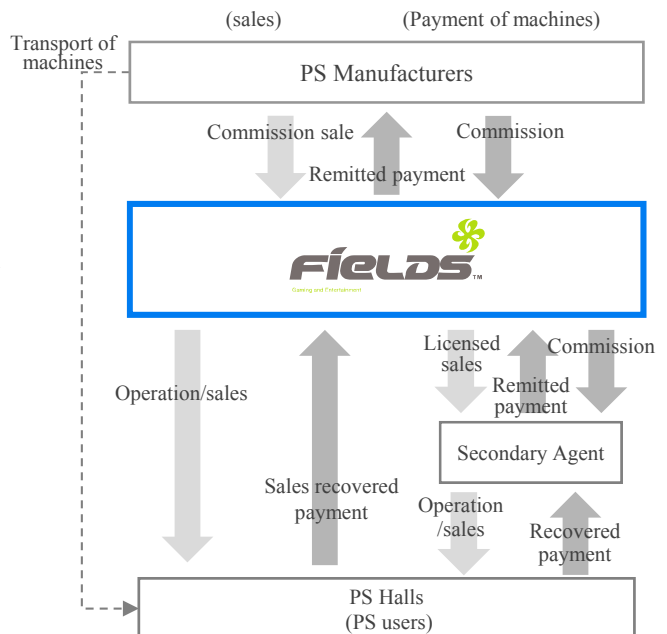 (sales)
(Payment of machines)
Transport of
machines
PS Manufacturers
Commission sale
Commission
Remitted payment
FIELDS™
Gaming and Entertainment
Licensed
sales
Commission
Remitted
payment
Operation/sales
Secondary Agent
Sales recovered
payment
Operation
/sales
Recovered
payment
PS Halls
(PS users)